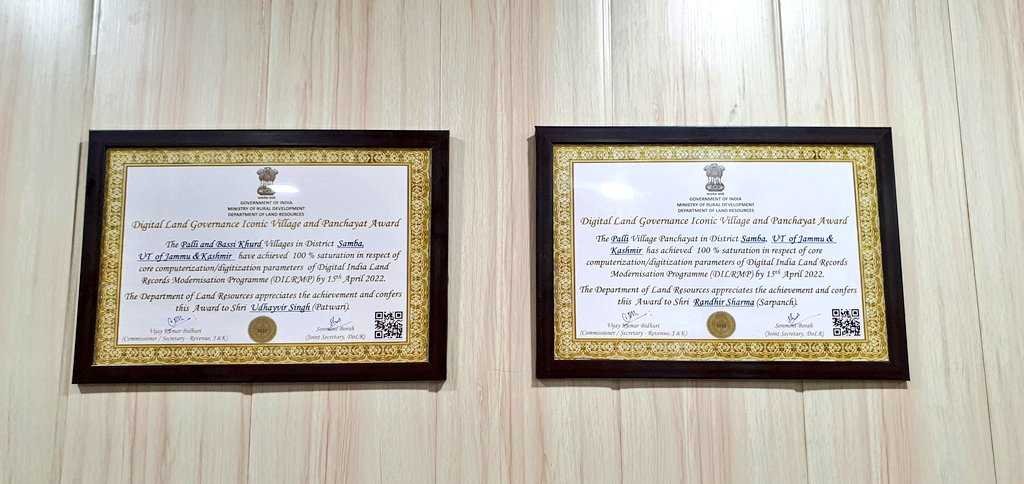 GOVERNMENT OF INDIA
MINISTRY OF RURAL DEVELOPMENT
DEPARTMENT OF LAND RESOURCES
Digital Land Governance Iconic Village and Panchayat Award
The Palli and Bassi Khurd Villages in District Samba,
UT of Jammu & Kashmir have achieved 100 % saturation in respect of
core computerization/digitization parameters of Digital India Land
Records Modernisation Programme (DILRMP) by 15th April 2022.
The Department of Land Resources appreciates the achievement and confers
this Award to Shri Udhayvir Singh (Patwari).
Vijay Kumar Bidhuri
(Commissioner / Secretary - Revenue, J&K)
Sonmoni Borah
(Joint Secretary, DoLR)
GOVERNMENT OF INDIA
MINISTRY OF RURAL DEVELOPMENT
DEPARTMENT OF LAND RESOURCES
Digital Land Governance Iconic Village and Panchayat Award
The Palli Village Panchayat in District Samba, UT of Jammu &
Kashmir has achieved 100 % saturation in respect of core
computerization/digitization parameters of Digital India Land Records
Modernisation Programme (DILRMP) by 15th April 2022.
The Department of Land Resources appreciates the achievement and confers
this Award to Shri Randhir Sharma (Sarpanch).
Vijay Kumar Bidhuri
(Commissioner / Secretary - Revenue, J&K)
Sonmoni Borah
(Joint Secretary, DoLR)